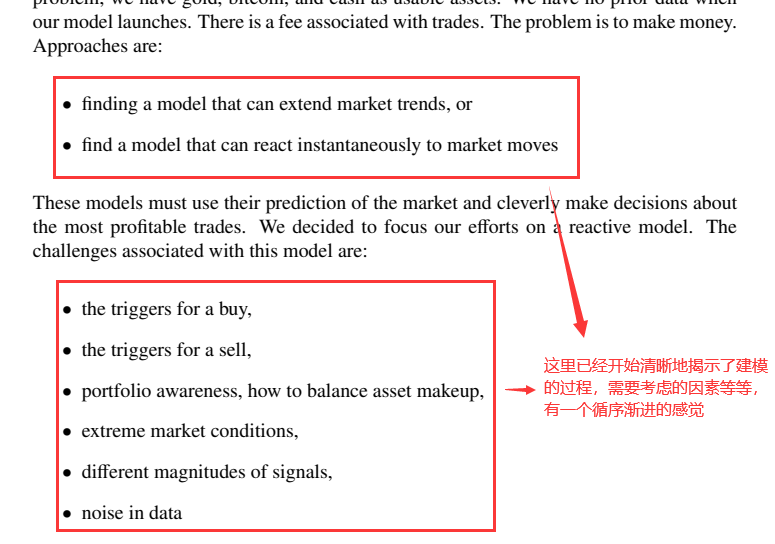 problem, we have gold, bitcoin, and cash as usable assets. We have no prior data when
our model launches. There is a fee associated with trades. The problem is to make money.
Approaches are:
• finding a model that can extend market trends, or
• find a model that can react instantaneously to market moves
These models must use their prediction of the market and cleverly make decisions about
the most profitable trades. We decided to focus our efforts on a reactive model. The
challenges associated with this model are:
• the triggers for a buy,
• the triggers for a sell,
• portfolio awareness, how to balance asset makeup,
• extreme market conditions,
• different magnitudes of signals,
• noise in data
这里已经开始清晰地揭示了建模
的过程，需要考虑的因素等等，
有一个循序渐进的感觉